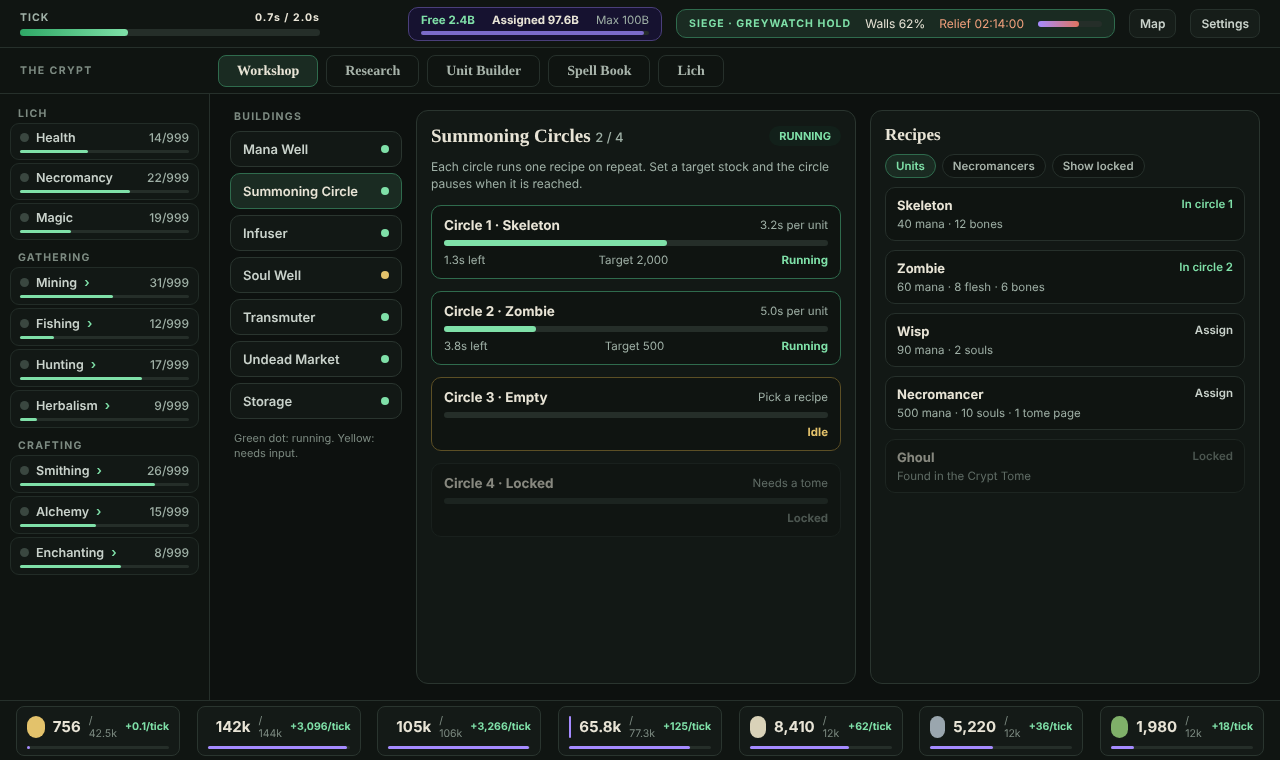 TICK 0.7s / 2.0s
Free 2.4B Assigned 97.6B Max 100B
SIEGE · GREYWATCH HOLD Walls 62% Relief 02:14:00
Map
Settings
THE CRYPT
Workshop
Research
Unit Builder
Spell Book
Lich
LICH
Health 14/999
Necromancy 22/999
Magic 19/999
GATHERING
Mining › 31/999
Fishing › 12/999
Hunting › 17/999
Herbalism › 9/999
CRAFTING
Smithing › 26/999
Alchemy › 15/999
Enchanting › 8/999
BUILDINGS
Mana Well
Summoning Circle
Infuser
Soul Well
Transmuter
Undead Market
Storage
Green dot: running. Yellow:
needs input.
Summoning Circles 2 / 4 RUNNING
Each circle runs one recipe on repeat. Set a target stock and the circle
pauses when it is reached.
Circle 1 · Skeleton 3.2s per unit
1.3s left Target 2,000 Running
Circle 2 · Zombie 5.0s per unit
3.8s left Target 500 Running
Circle 3 · Empty Pick a recipe
Idle
Circle 4 · Locked Needs a tome
Locked
Recipes
Units Necromancers Show locked
Skeleton In circle 1
40 mana · 12 bones
Zombie In circle 2
60 mana · 8 flesh · 6 bones
Wisp Assign
90 mana · 2 souls
Necromancer Assign
500 mana · 10 souls · 1 tome page
Ghoul Locked
Found in the Crypt Tome
756 / 42.5k +0.1/tick
142k / 144k +3,096/tick
105k / 106k +3,266/tick
65.8k / 77.3k +125/tick
8,410 / 12k +62/tick
5,220 / 12k +36/tick
1,980 / 12k +18/tick